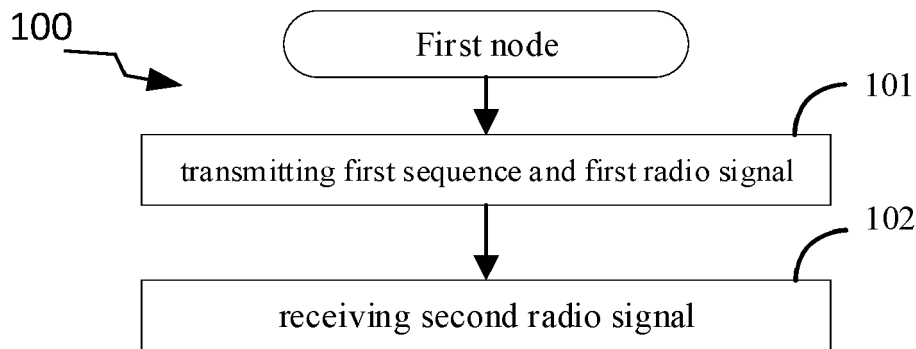 100
First node
101
transmitting first sequence and first radio signal
102
receiving second radio signal